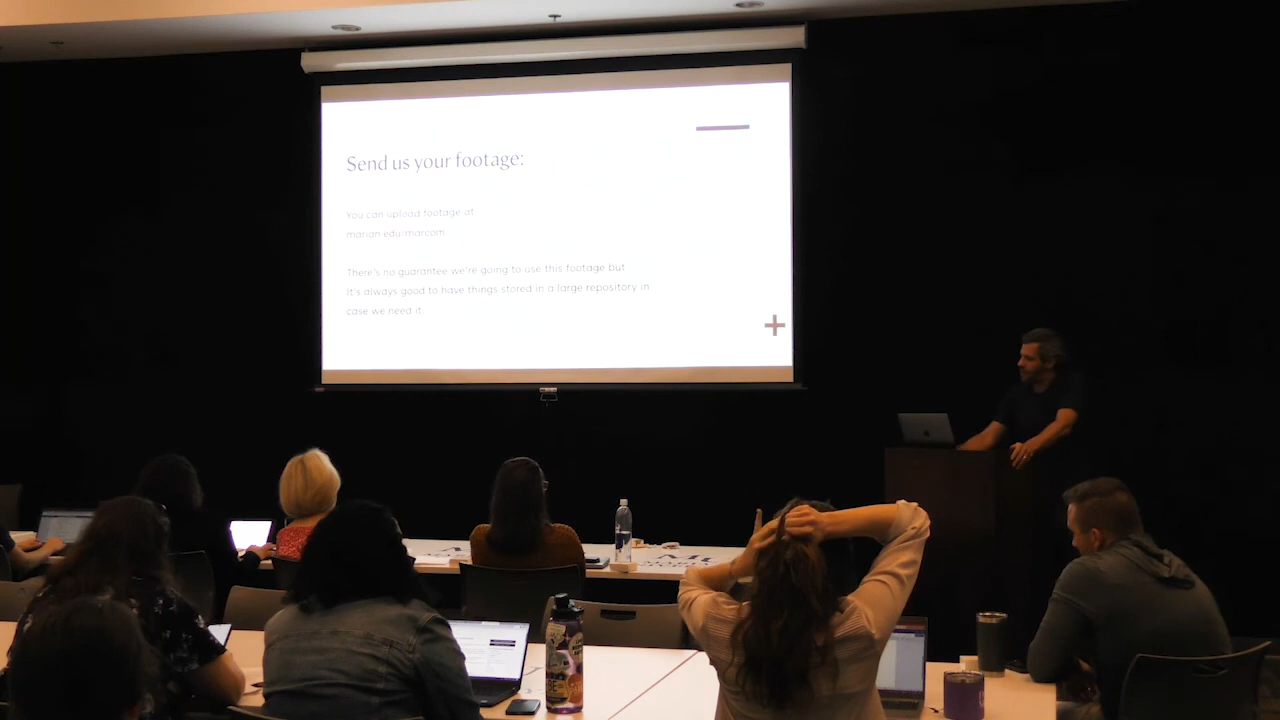 Send us your footage:
You can upload footage at
marian.edu/marcom
There's no guarantee we're going to use this footage but
It's always good to have things stored in a large repository in
case we need it.